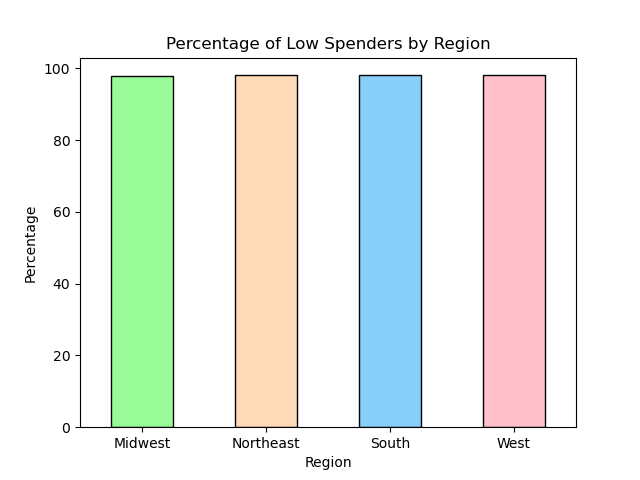 Percentage of Low Spenders by Region
Percentage
100
80
60
40
20
0
Midwest Northeast South West
Region